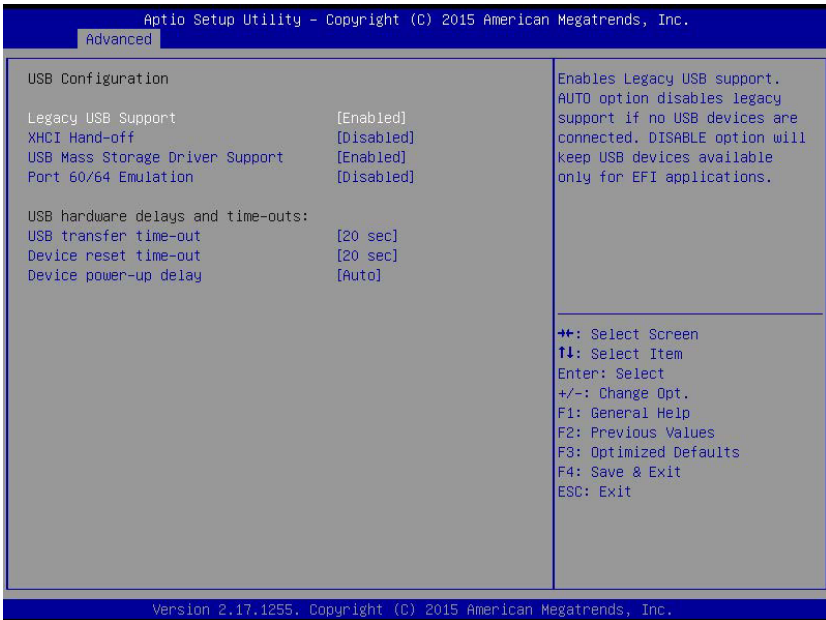 Aptio Setup Utility – Copyright (C) 2015 American Megatrends, Inc.
Advanced
USB Configuration
Legacy USB Support [Enabled]
XHCI Hand-off [Disabled]
USB Mass Storage Driver Support [Enabled]
Port 60/64 Emulation [Disabled]
USB hardware delays and time-outs:
USB transfer time-out [20 sec]
Device reset time-out [20 sec]
Device power-up delay [Auto]
Enables Legacy USB support.
AUTO option disables legacy
support if no USB devices are
connected. DISABLE option will
keep USB devices available
only for EFI applications.
→←: Select Screen
↑↓: Select Item
Enter: Select
+/-: Change Opt.
F1: General Help
F2: Previous Values
F3: Optimized Defaults
F4: Save & Exit
ESC: Exit
Version 2.17.1255. Copyright (C) 2015 American Megatrends, Inc.